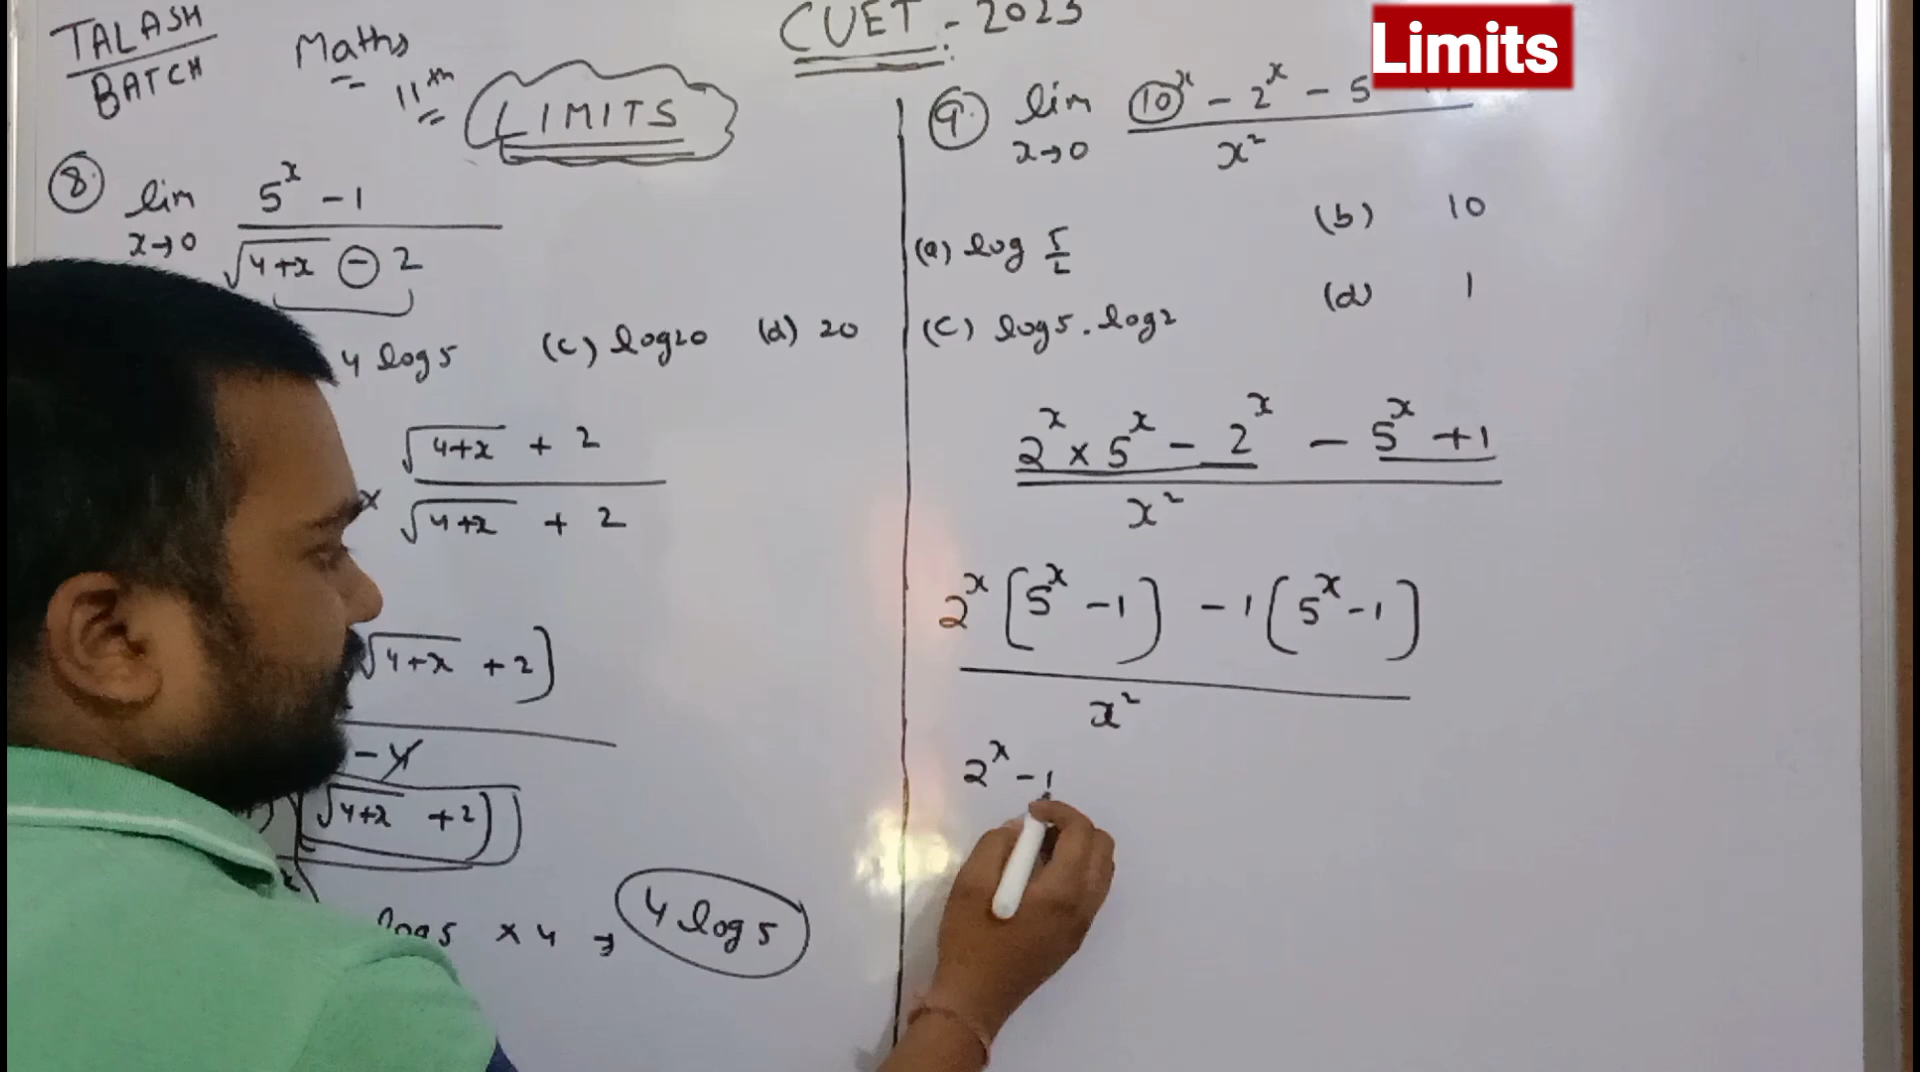 TALASH
BATCH
Maths
11th
LIMITS
CUET - 2023
Limits
8. lim x→0 5^x - 1
√4+x - 2
4 log5 (c) log20 (d) 20
√4+x + 2
× √4+x + 2
√4+x + 2)
- 4
(√4+x + 2)
log5 × 4 → 4 log5
9. lim x→0 10^x - 2^x - 5
x²
(a) log 5/2 (b) 10
(c) log5 . log2 (d) 1
2^x × 5^x - 2^x - 5^x + 1
x²
2^x (5^x - 1) - 1 (5^x - 1)
x²
2^x - 1